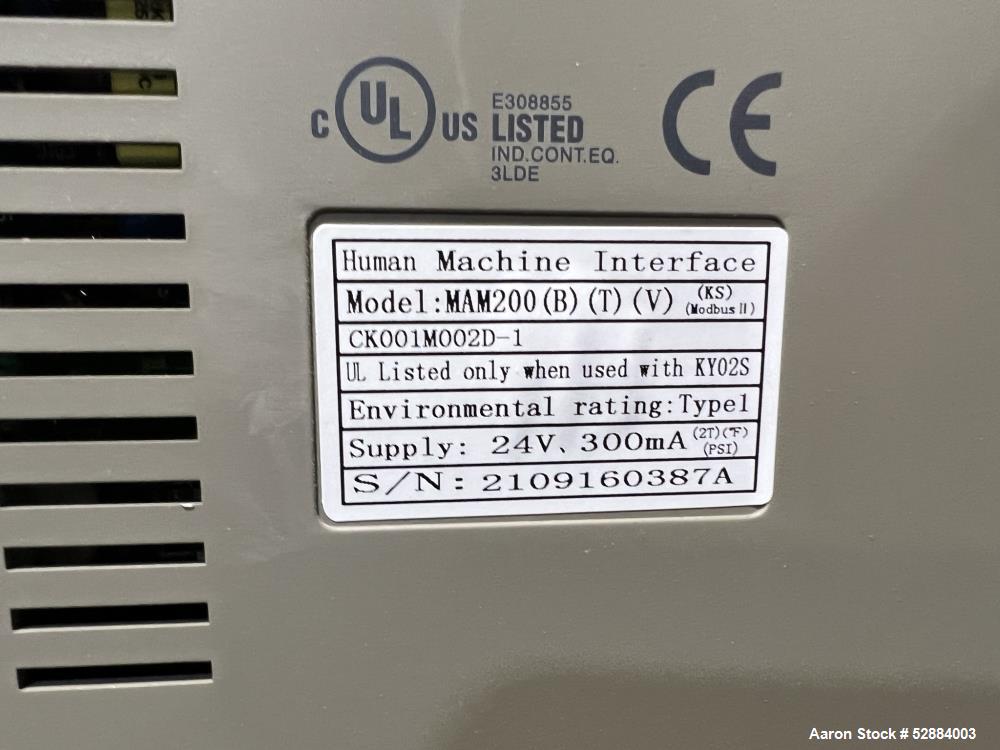 C UL US
E308855
LISTED
IND.CONT.EQ.
3LDE
CE
Human Machine Interface
Model:MAM200(B)(T)(V) (KS)
(Modbus II)
CK001M002D-1
UL Listed only when used with KY02S
Environmental rating:Type1
Supply: 24V、300mA (2T)(℉)
(PSI)
S/N:2109160387A
Aaron Stock # 52884003